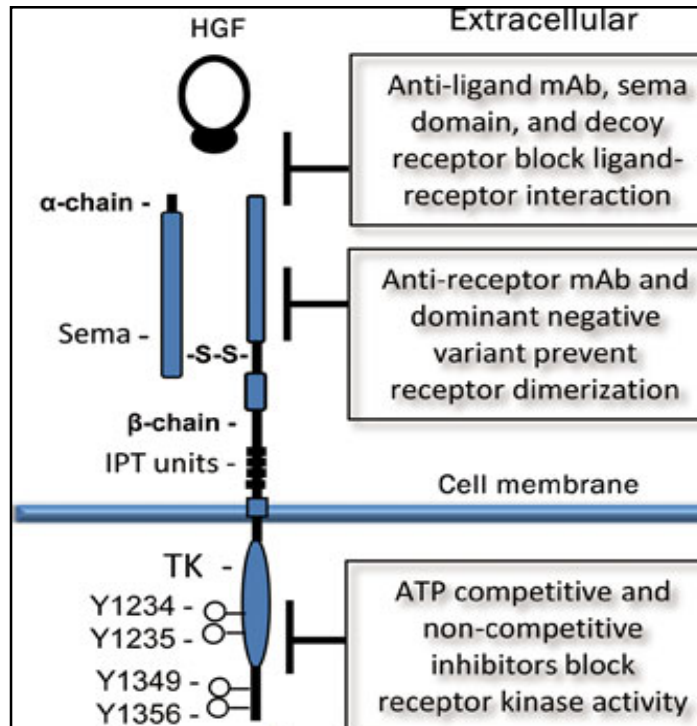 HGF
Extracellular
Anti-ligand mAb, sema
domain, and decoy
receptor block ligand-
receptor interaction
α-chain -
Sema -
-S-S-
Anti-receptor mAb and
dominant negative
variant prevent
receptor dimerization
β-chain -
IPT units -
Cell membrane
TK -
Y1234 -
Y1235 -
Y1349 -
Y1356 -
ATP competitive and
non-competitive
inhibitors block
receptor kinase activity